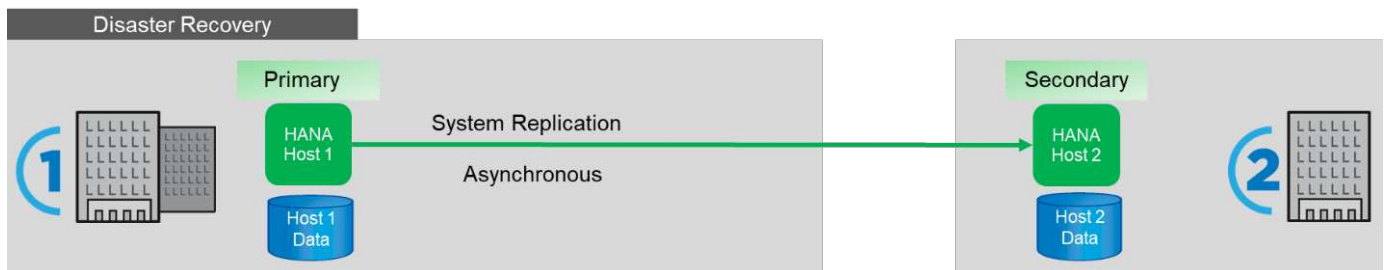 Disaster Recovery
Primary
Secondary
1
HANA
Host 1
System Replication
Asynchronous
HANA
Host 2
2
Host 1
Data
Host 2
Data